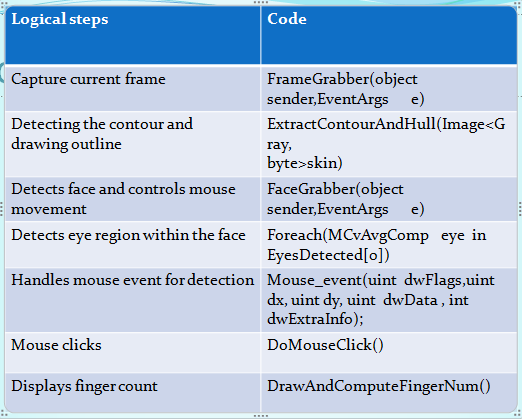 Logical steps
Code
Capture current frame
FrameGrabber(object
sender,EventArgs e)
Detecting the contour and
drawing outline
ExtractContourAndHull(Image<G
ray,
byte>skin)
Detects face and controls mouse
movement
FaceGrabber(object
sender,EventArgs e)
Detects eye region within the face
Foreach(MCvAvgComp eye in
EyesDetected[0])
Handles mouse event for detection
Mouse_event(uint dwFlags,uint
dx, uint dy, uint dwData , int
dwExtraInfo);
Mouse clicks
DoMouseClick()
Displays finger count
DrawAndComputeFingerNum()